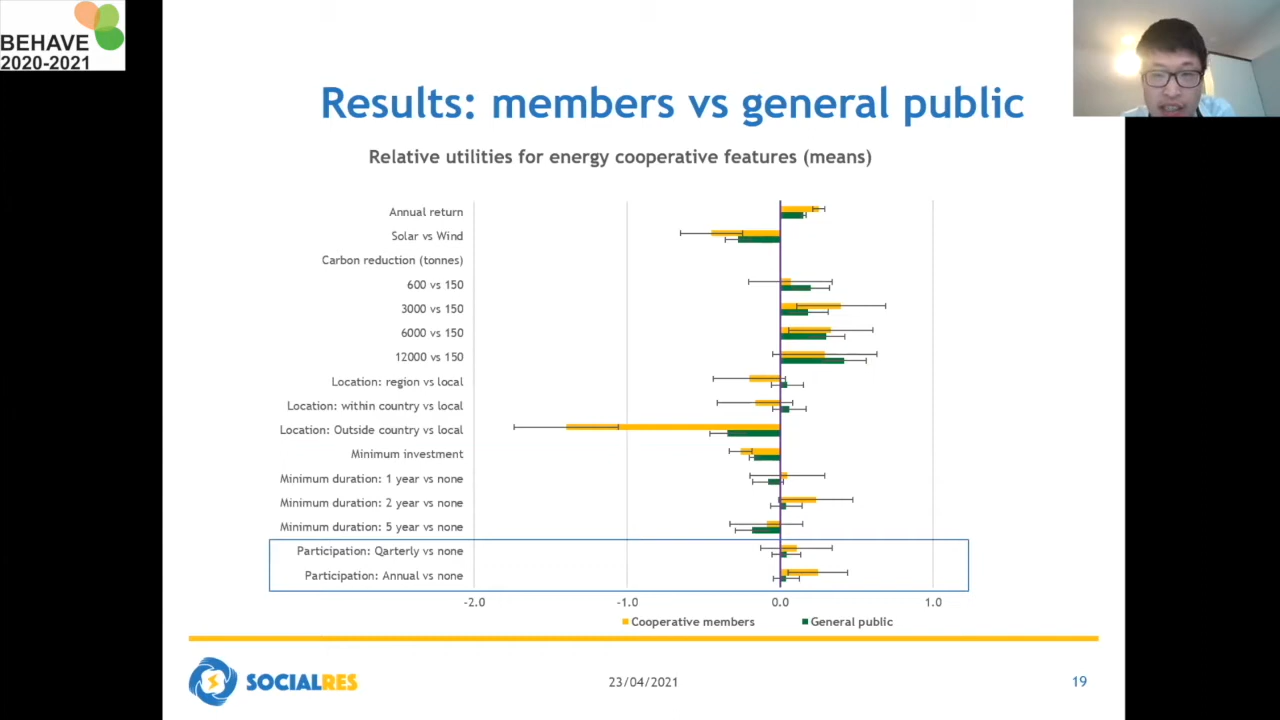 BEHAVE
2020-2021
Results: members vs general public
Relative utilities for energy cooperative features (means)
Annual return
Solar vs Wind
Carbon reduction (tonnes)
600 vs 150
3000 vs 150
6000 vs 150
12000 vs 150
Location: region vs local
Location: within country vs local
Location: Outside country vs local
Minimum investment
Minimum duration: 1 year vs none
Minimum duration: 2 year vs none
Minimum duration: 5 year vs none
Participation: Qarterly vs none
Participation: Annual vs none
-2.0 -1.0 0.0 1.0
Cooperative members General public
SOCIALRES 23/04/2021 19